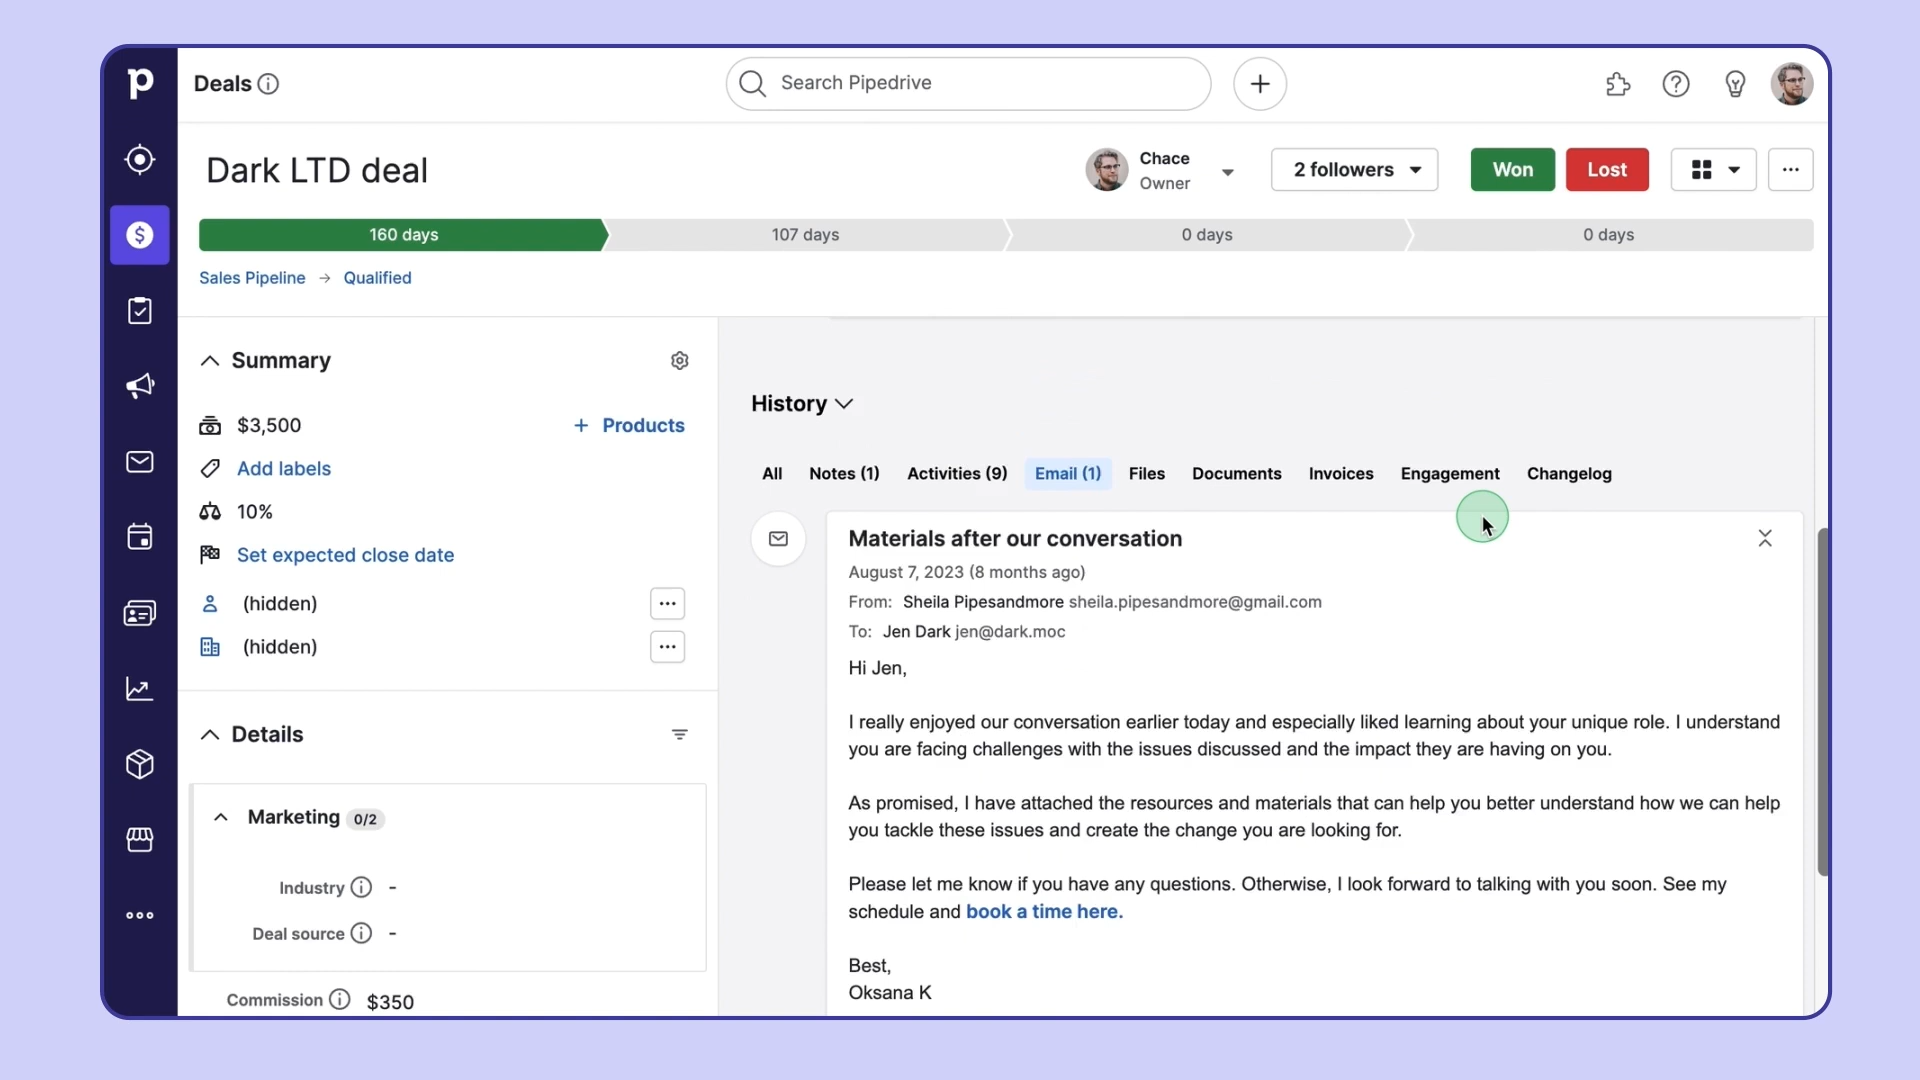 p
Deals
Search Pipedrive
Dark LTD deal
Chace
Owner
2 followers
Won
Lost
160 days
107 days
0 days
0 days
Sales Pipeline → Qualified
Summary
$3,500
+ Products
Add labels
10%
Set expected close date
(hidden)
(hidden)
Details
Marketing 0/2
Industry -
Deal source -
Commission $350
History
All
Notes (1)
Activities (9)
Email (1)
Files
Documents
Invoices
Engagement
Changelog
Materials after our conversation
August 7, 2023 (8 months ago)
From: Sheila Pipesandmore sheila.pipesandmore@gmail.com
To: Jen Dark jen@dark.moc
Hi Jen,
I really enjoyed our conversation earlier today and especially liked learning about your unique role. I understand
you are facing challenges with the issues discussed and the impact they are having on you.
As promised, I have attached the resources and materials that can help you better understand how we can help
you tackle these issues and create the change you are looking for.
Please let me know if you have any questions. Otherwise, I look forward to talking with you soon. See my
schedule and book a time here.
Best,
Oksana K